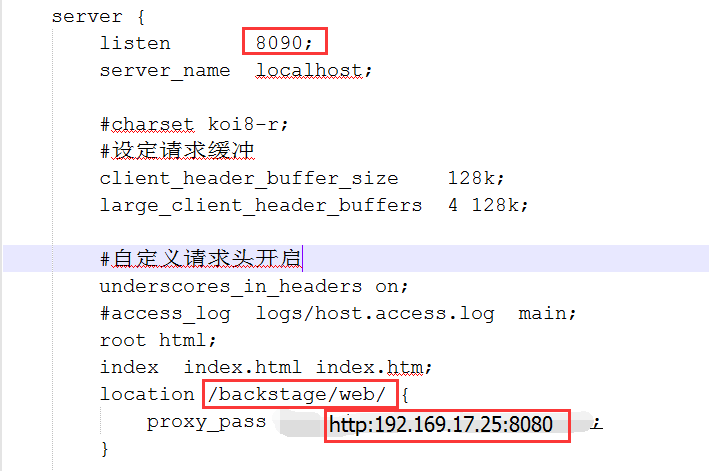 server {
listen 8090;
server_name localhost;
#charset koi8-r;
#设定请求缓冲
client_header_buffer_size 128k;
large_client_header_buffers 4 128k;
#自定义请求头开启
underscores_in_headers on;
#access_log logs/host.access.log main;
root html;
index index.html index.htm;
location /backstage/web/ {
proxy_pass http:192.169.17.25:8080 ;
}